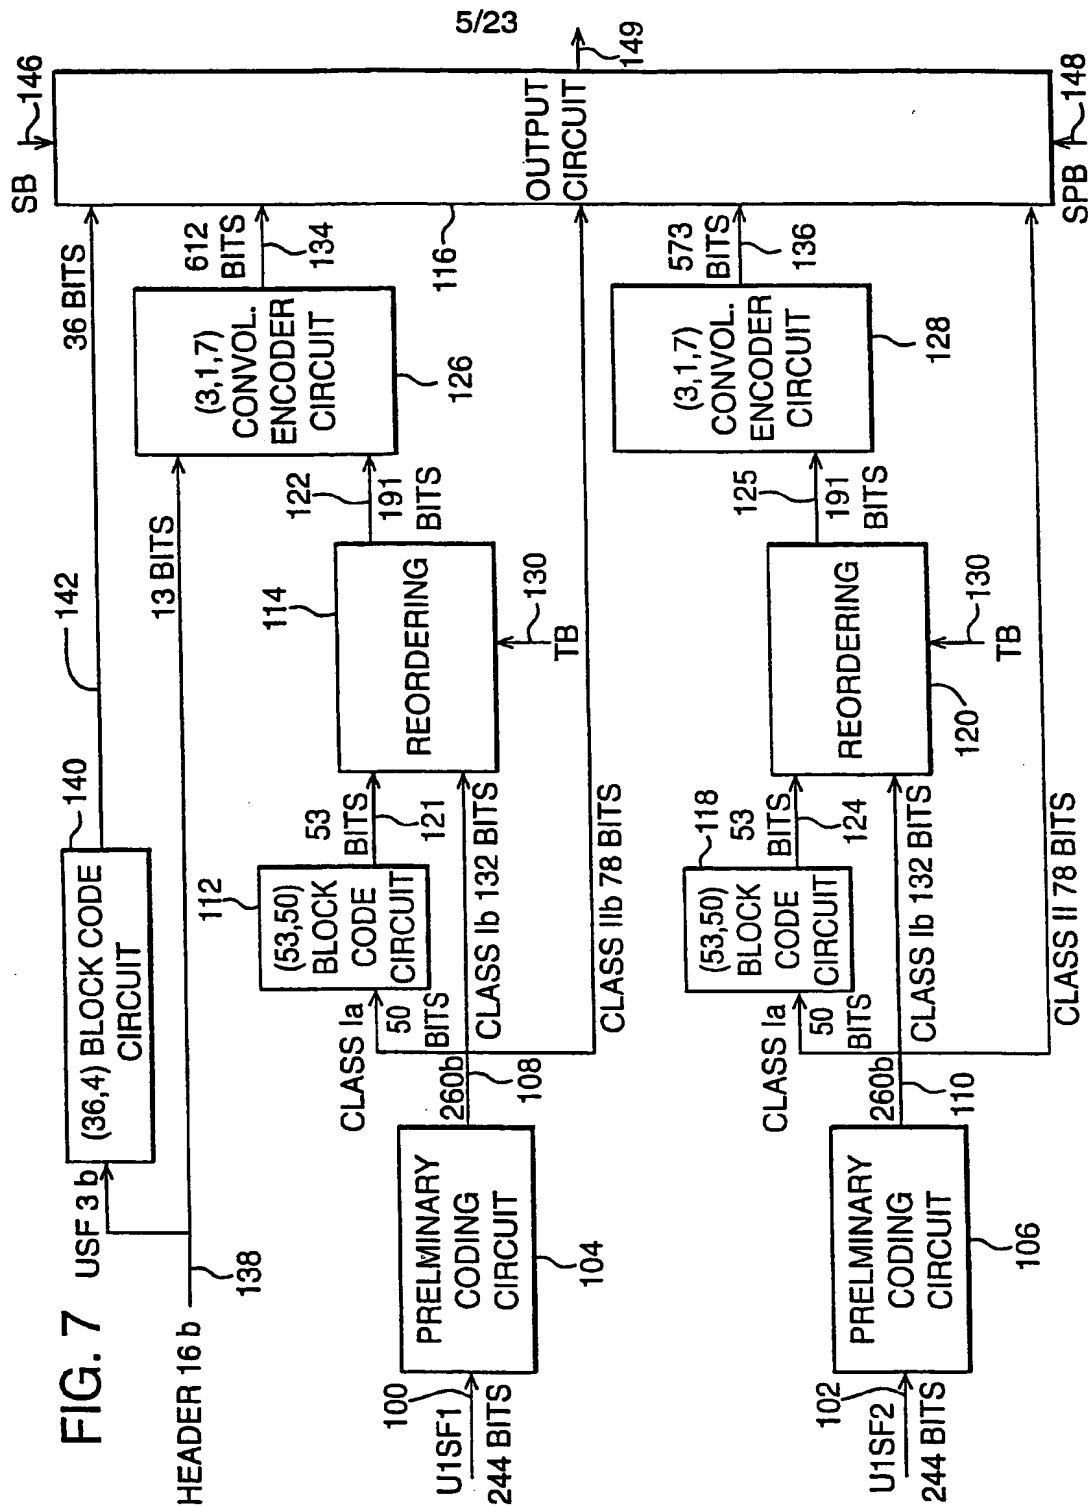 5/23
FIG. 7
HEADER 16 b
138
USF 3 b
(36,4) BLOCK CODE
CIRCUIT
140
142
36 BITS
13 BITS
SB
146
U1SF1
100
244 BITS
PRELMINARY
CODING
CIRCUIT
104
260b
108
CLASS Ia
50
BITS
112
(53,50)
BLOCK
CODE
CIRCUIT
53
BITS
121
CLASS Ib 132 BITS
CLASS IIb 78 BITS
114
REORDERING
130
TB
122
191
BITS
(3,1,7)
CONVOL.
ENCODER
CIRCUIT
126
612
BITS
134
116
OUTPUT
CIRCUIT
149
U1SF2
102
244 BITS
PRELMINARY
CODING
CIRCUIT
106
260b
110
CLASS Ia
50
BITS
118
(53,50)
BLOCK
CODE
CIRCUIT
53
BITS
124
CLASS Ib 132 BITS
CLASS II 78 BITS
REORDERING
120
130
TB
125
191
BITS
(3,1,7)
CONVOL.
ENCODER
CIRCUIT
128
573
BITS
136
SPB
148